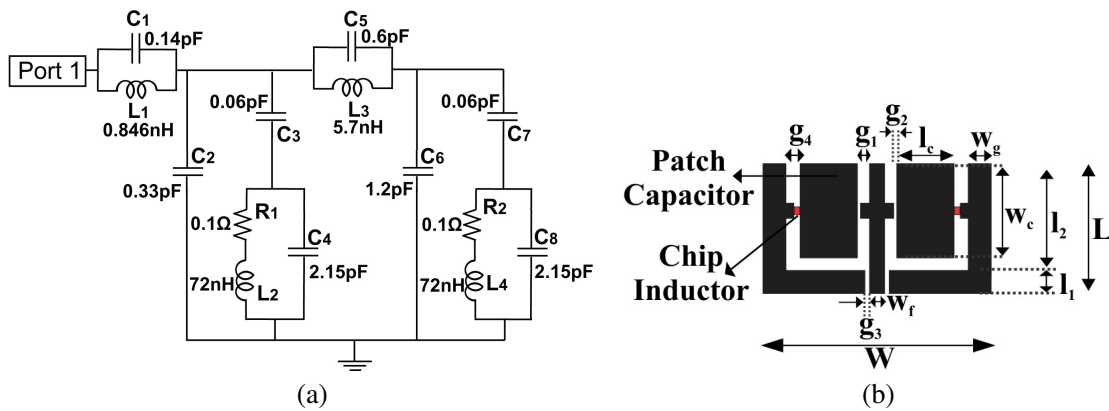 Port 1
C1
0.14pF
L1
0.846nH
C2
0.33pF
0.06pF
C3
0.1Ω
R1
72nH
L2
C4
2.15pF
C5
0.6pF
L3
5.7nH
C6
1.2pF
0.06pF
C7
0.1Ω
R2
72nH
L4
C8
2.15pF
(a)
g4
g1
g2
lc
wg
Patch
Capacitor
wc
l2
L
Chip
Inductor
l1
g3
wf
W
(b)